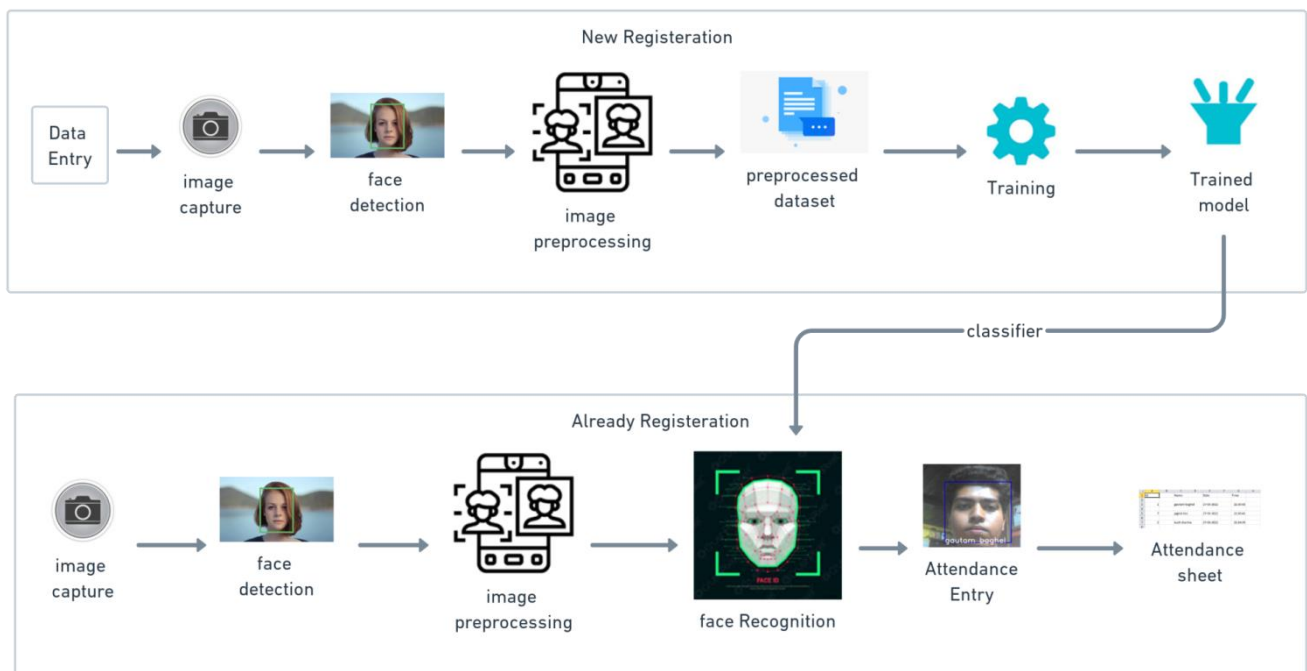 New Registeration
Data
Entry
image
capture
face
detection
image
preprocessing
preprocessed
dataset
Training
Trained
model
classifier
Already Registeration
image
capture
face
detection
image
preprocessing
FACE ID
face Recognition
gautam baghel
Attendance
Entry
Name
Attendance
sheet